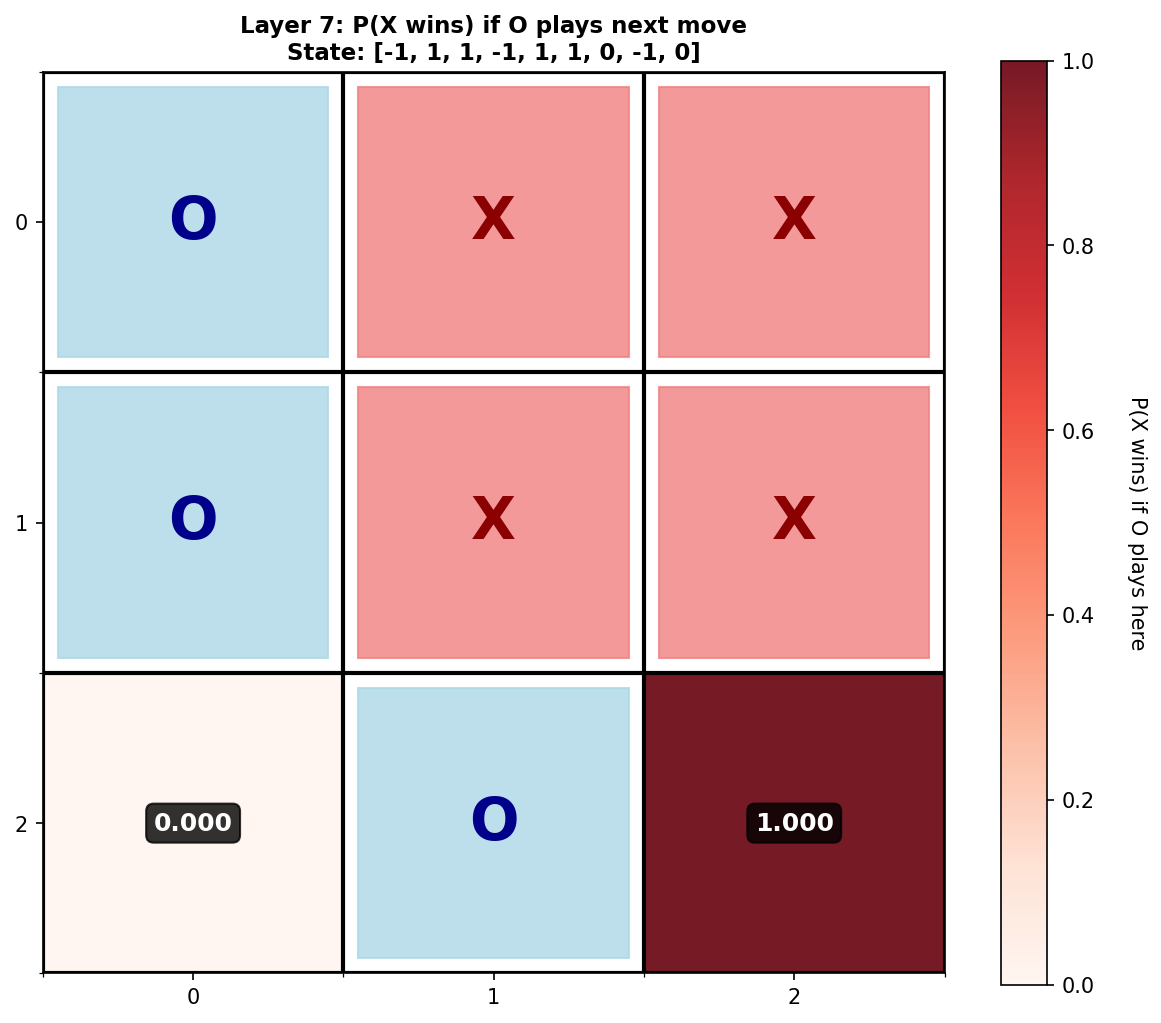 Layer 7: P(X wins) if O plays next move
State: [-1, 1, 1, -1, 1, 1, 0, -1, 0]
0
O
X
X
1
O
X
X
2
0.000
O
1.000
0
1
2
1.0
0.8
0.6
0.4
0.2
0.0
P(X wins) if O plays here